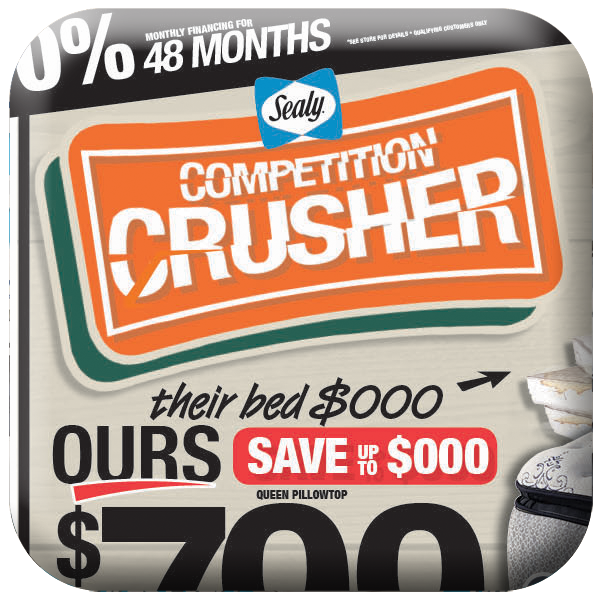 0% MONTHLY FINANCING FOR
48 MONTHS *SEE STORE FOR DETAILS • QUALIFYING CUSTOMERS ONLY
Sealy
COMPETITION
CRUSHER
their bed $000
OURS SAVE UP TO $000
QUEEN PILLOWTOP
$700